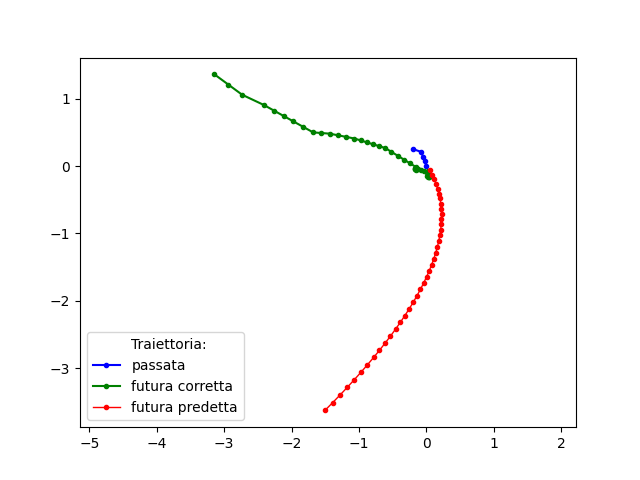 1
0
−1
−2
−3
Traiettoria:
passata
futura corretta
futura predetta
−5 −4 −3 −2 −1 0 1 2